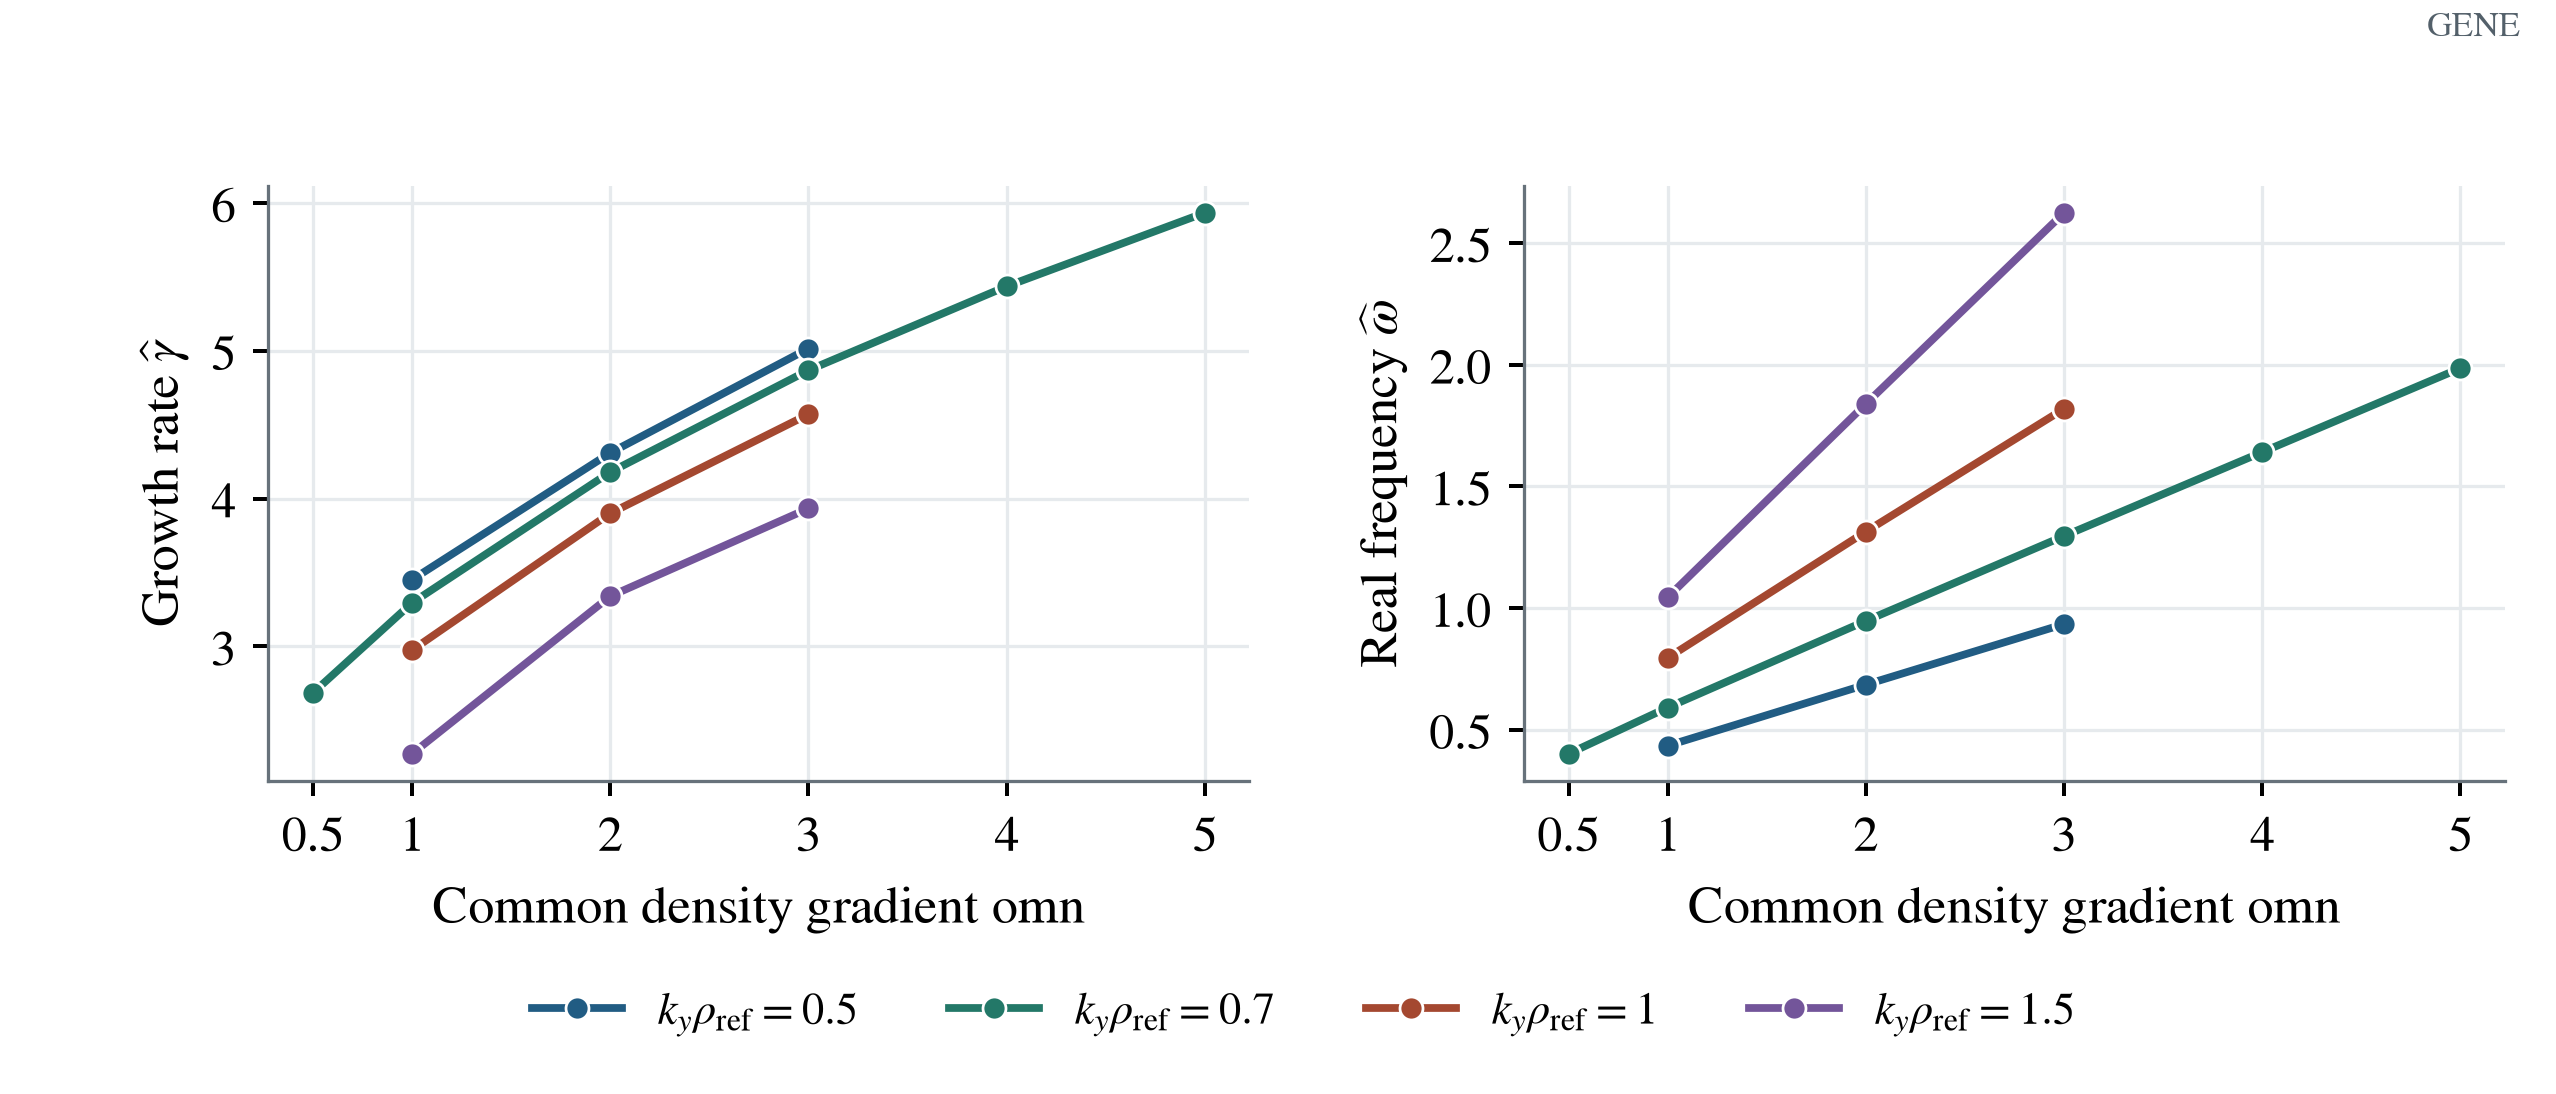 GENE
6
5
4
3
Growth rate γ̂
0.5 1 2 3 4 5
Common density gradient omn
2.5
2.0
1.5
1.0
0.5
Real frequency ω̂
0.5 1 2 3 4 5
Common density gradient omn
k_yρ_ref = 0.5 k_yρ_ref = 0.7 k_yρ_ref = 1 k_yρ_ref = 1.5